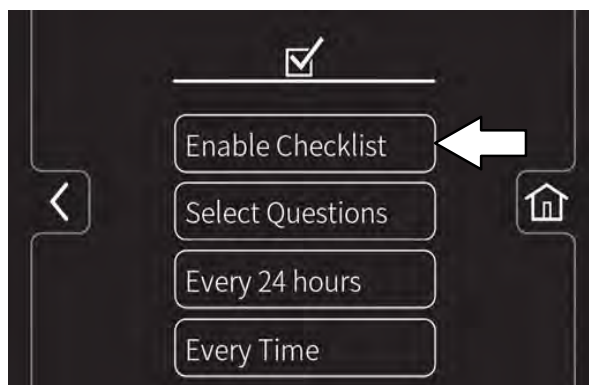 Enable Checklist
Select Questions
Every 24 hours
Every Time